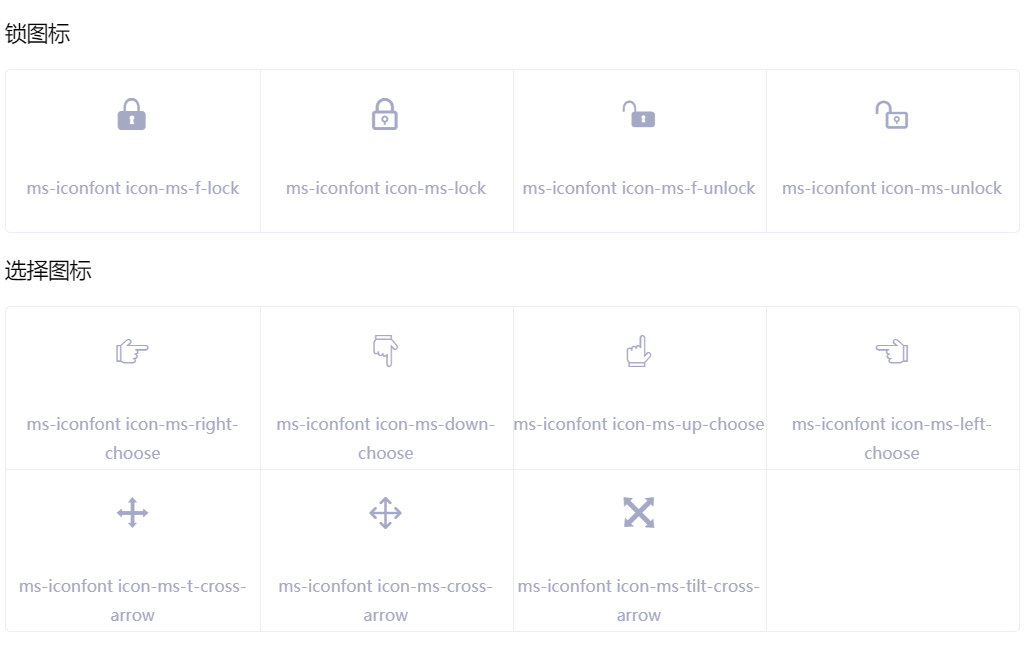 锁图标
ms-iconfont icon-ms-f-lock
ms-iconfont icon-ms-lock
ms-iconfont icon-ms-f-unlock
ms-iconfont icon-ms-unlock
选择图标
ms-iconfont icon-ms-right-
choose
ms-iconfont icon-ms-down-
choose
ms-iconfont icon-ms-up-choose
ms-iconfont icon-ms-left-
choose
ms-iconfont icon-ms-t-cross-
arrow
ms-iconfont icon-ms-cross-
arrow
ms-iconfont icon-ms-tilt-cross-
arrow